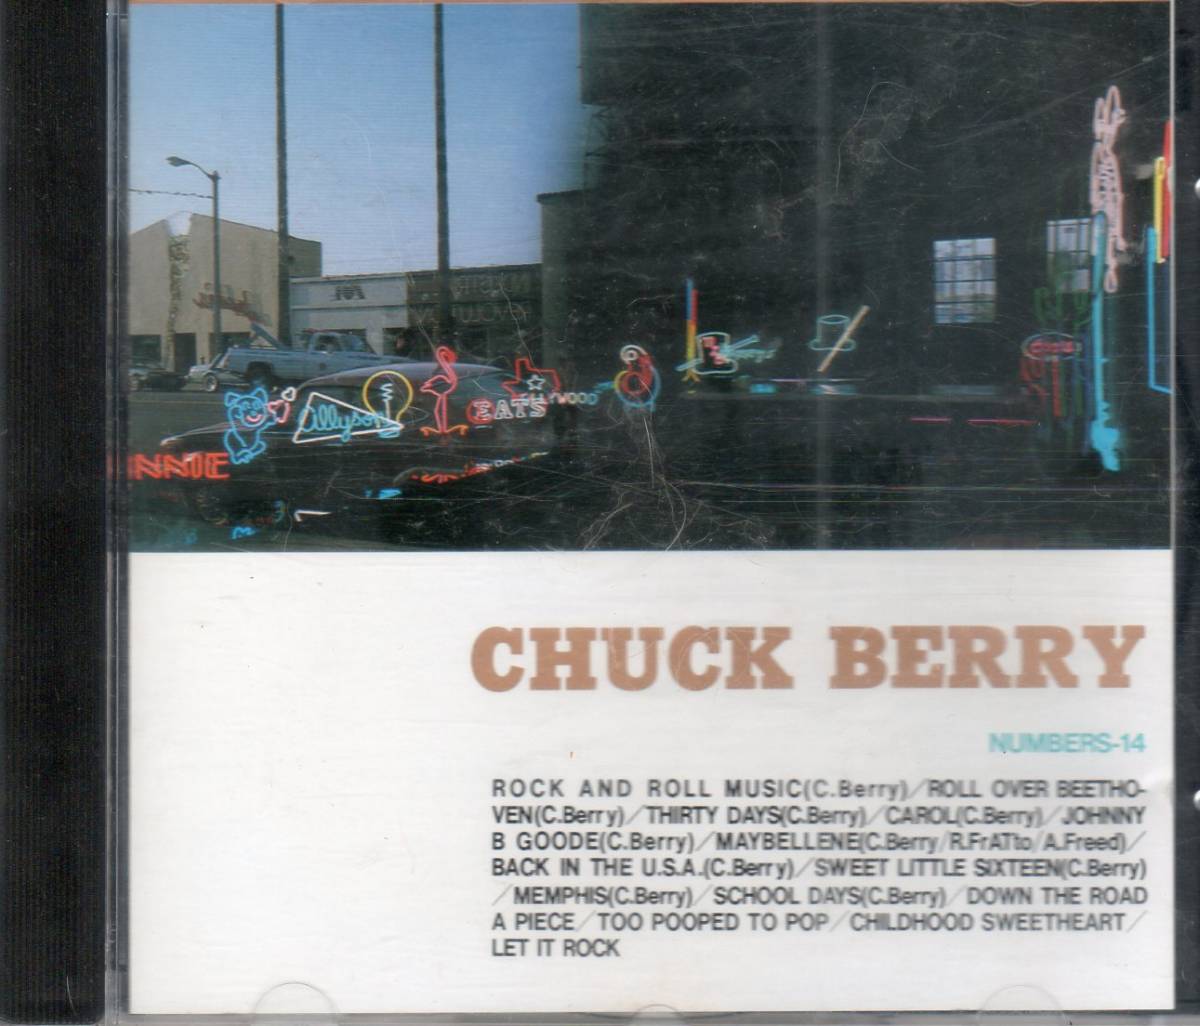 Allyson
EATS
CHUCK BERRY
NUMBERS-14
ROCK AND ROLL MUSIC(C.Berry)/ROLL OVER BEETHO-
VEN(C.Berry)/THIRTY DAYS(C.Berry)/CAROL(C.Berry)/JOHNNY
B GOODE(C.Berry)/MAYBELLENE(C.Berry/R.FrATto/A.Freed)/
BACK IN THE U.S.A.(C.Berry)/SWEET LITTLE SIXTEEN(C.Berry)
/MEMPHIS(C.Berry)/SCHOOL DAYS(C.Berry)/DOWN THE ROAD
A PIECE/TOO POOPED TO POP/CHILDHOOD SWEETHEART/
LET IT ROCK